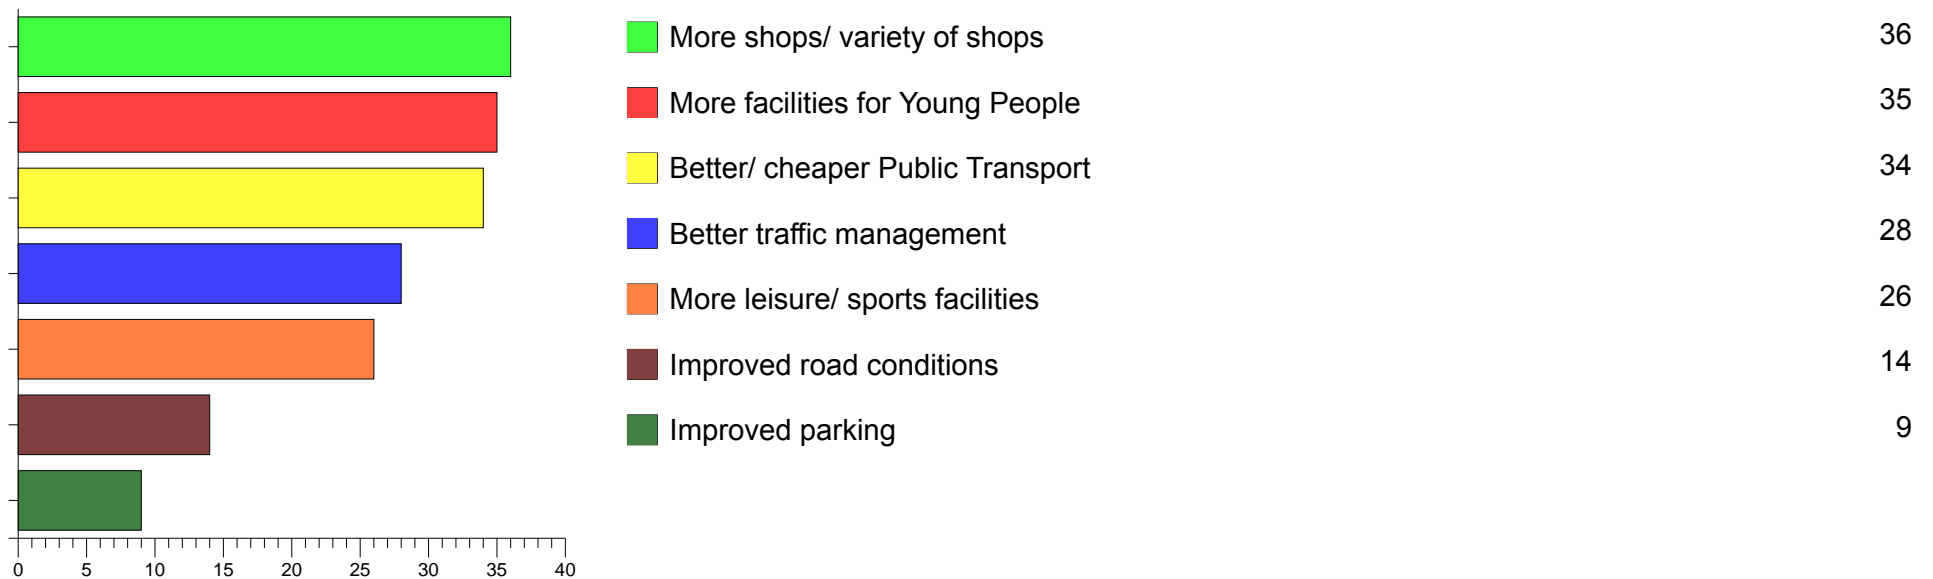 More shops/ variety of shops 36
More facilities for Young People 35
Better/ cheaper Public Transport 34
Better traffic management 28
More leisure/ sports facilities 26
Improved road conditions 14
Improved parking 9
0 5 10 15 20 25 30 35 40